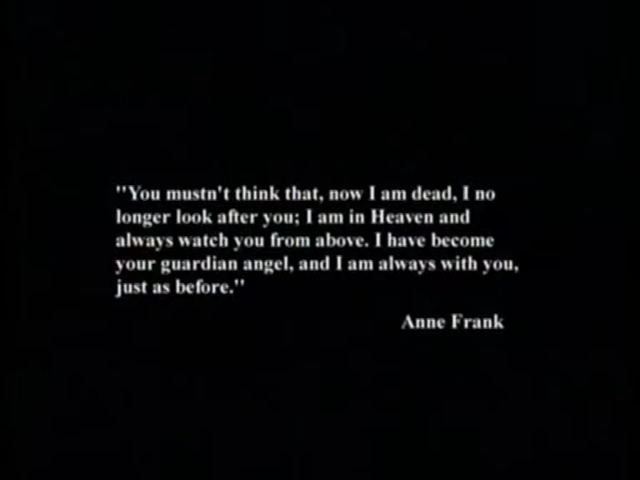 "You mustn't think that, now I am dead, I no
longer look after you; I am in Heaven and
always watch you from above. I have become
your guardian angel, and I am always with you,
just as before."
Anne Frank